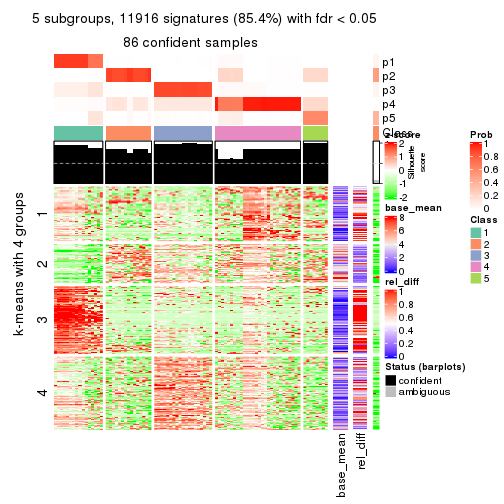 5 subgroups, 11916 signatures (85.4%) with fdr < 0.05
86 confident samples
p1
p2
p3
p4
p5
Class
z-score
2
1
0
-1
-2
Silhouette
score
Prob
1
0.8
0.6
0.4
0.2
0
Class
1
2
3
4
5
base_mean
8
6
4
2
0
rel_diff
1
0.8
0.6
0.4
0.2
0
Status (barplots)
confident
ambiguous
k-means with 4 groups
1
2
3
4
base_mean
rel_diff